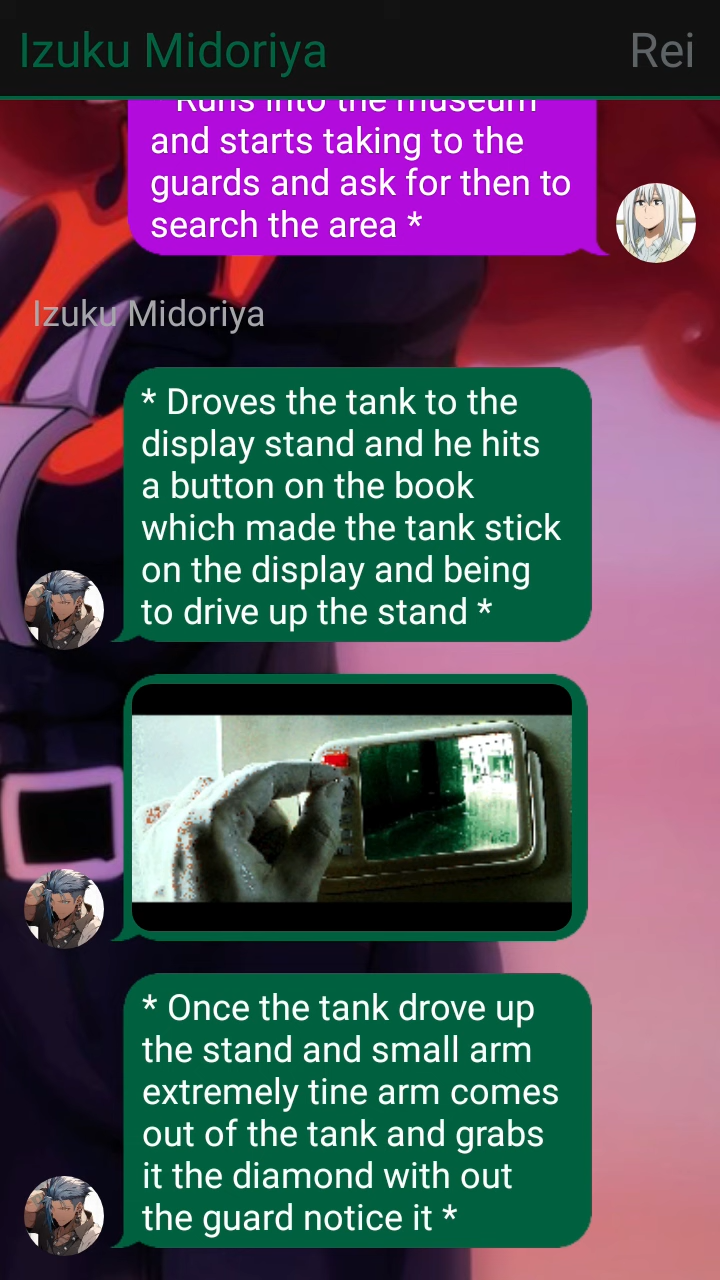 Izuku Midoriya
Rei
* Runs into the museum
and starts taking to the
guards and ask for then to
search the area *
Izuku Midoriya
* Droves the tank to the
display stand and he hits
a button on the book
which made the tank stick
on the display and being
to drive up the stand *
* Once the tank drove up
the stand and small arm
extremely tine arm comes
out of the tank and grabs
it the diamond with out
the guard notice it *